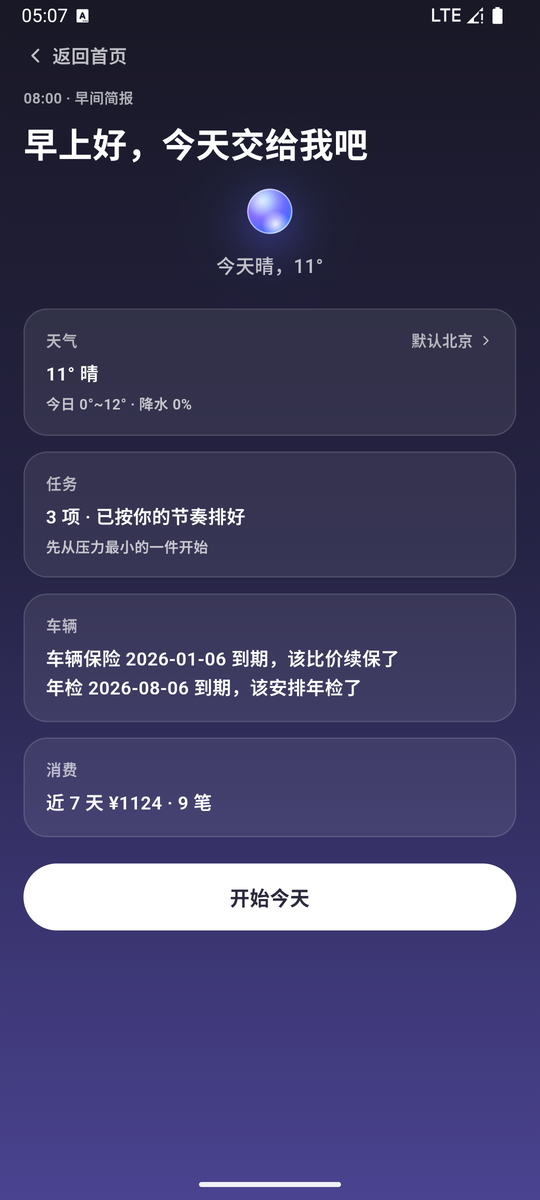 05:07 A LTE
返回首页
08:00 · 早间简报
早上好，今天交给我吧
今天晴，11°
天气 默认北京
11° 晴
今日 0°~12° · 降水 0%
任务
3 项 · 已按你的节奏排好
先从压力最小的一件开始
车辆
车辆保险 2026-01-06 到期，该比价续保了
年检 2026-08-06 到期，该安排年检了
消费
近 7 天 ¥1124 · 9 笔
开始今天